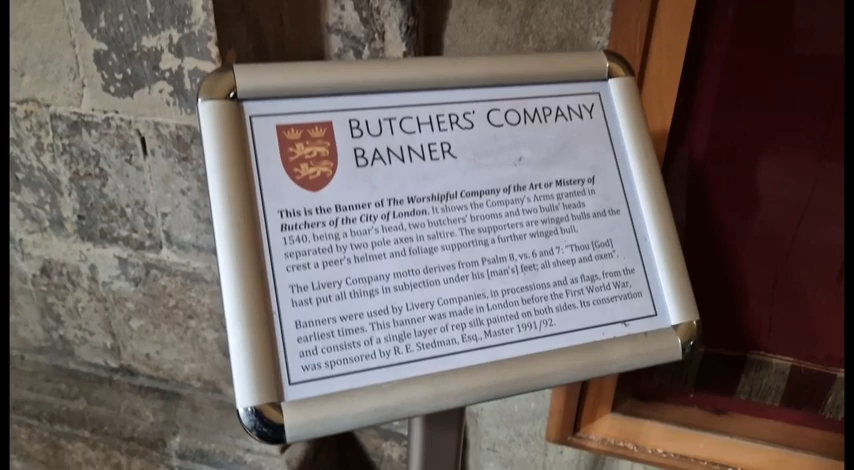 BUTCHERS' COMPANY
BANNER
This is the Banner of The Worshipful Company of the Art or Mistery of
Butchers of the City of London. It shows the Company's Arms granted in
1540, being a boar's head, two butchers' brooms and two bulls' heads
separated by two pole axes in saltire. The supporters are winged bulls and the
crest a peer's helmet and foliage supporting a further winged bull.
The Livery Company motto derives from Psalm 8, vs. 6 and 7: "Thou [God]
hast put all things in subjection under his [man's] feet; all sheep and oxen".
Banners were used by Livery Companies, in processions and as flags, from the
earliest times. This banner was made in London before the First World War,
and consists of a single layer of rep silk painted on both sides. Its conservation
was sponsored by R. E. Stedman, Esq., Master 1991/92.